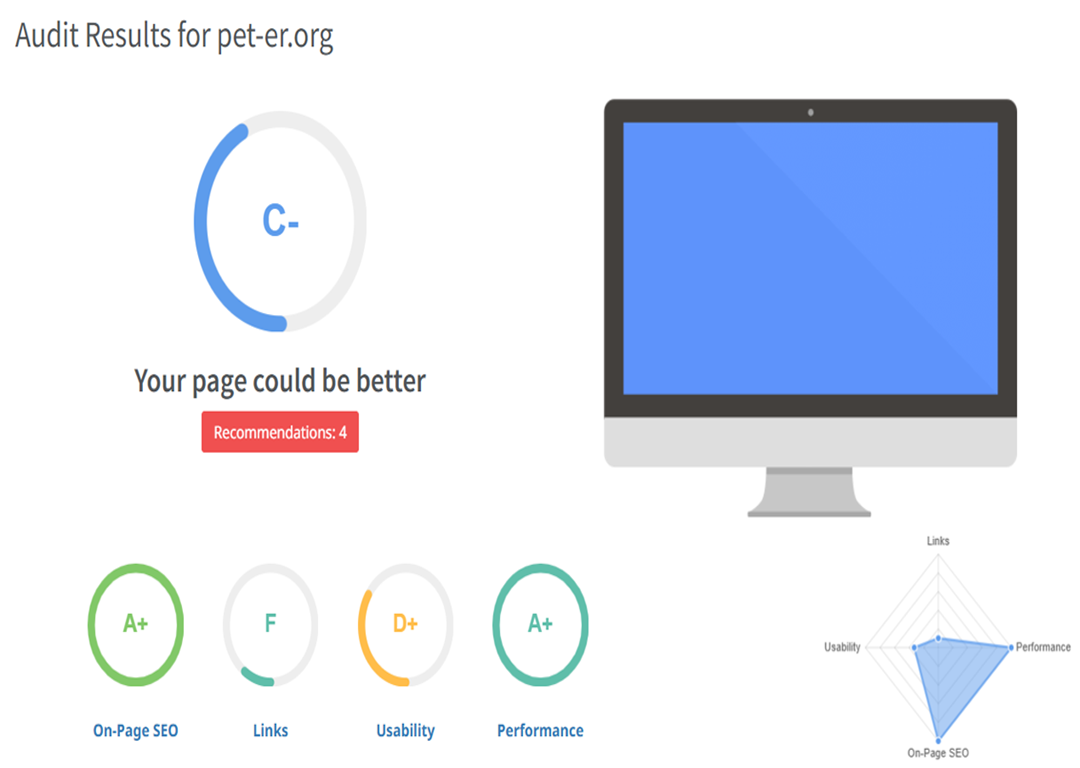 Audit Results for pet-er.org
C-
Your page could be better
Recommendations: 4
A+
F
D+
A+
On-Page SEO
Links
Usability
Performance
Links
Usability
Performance
On-Page SEO